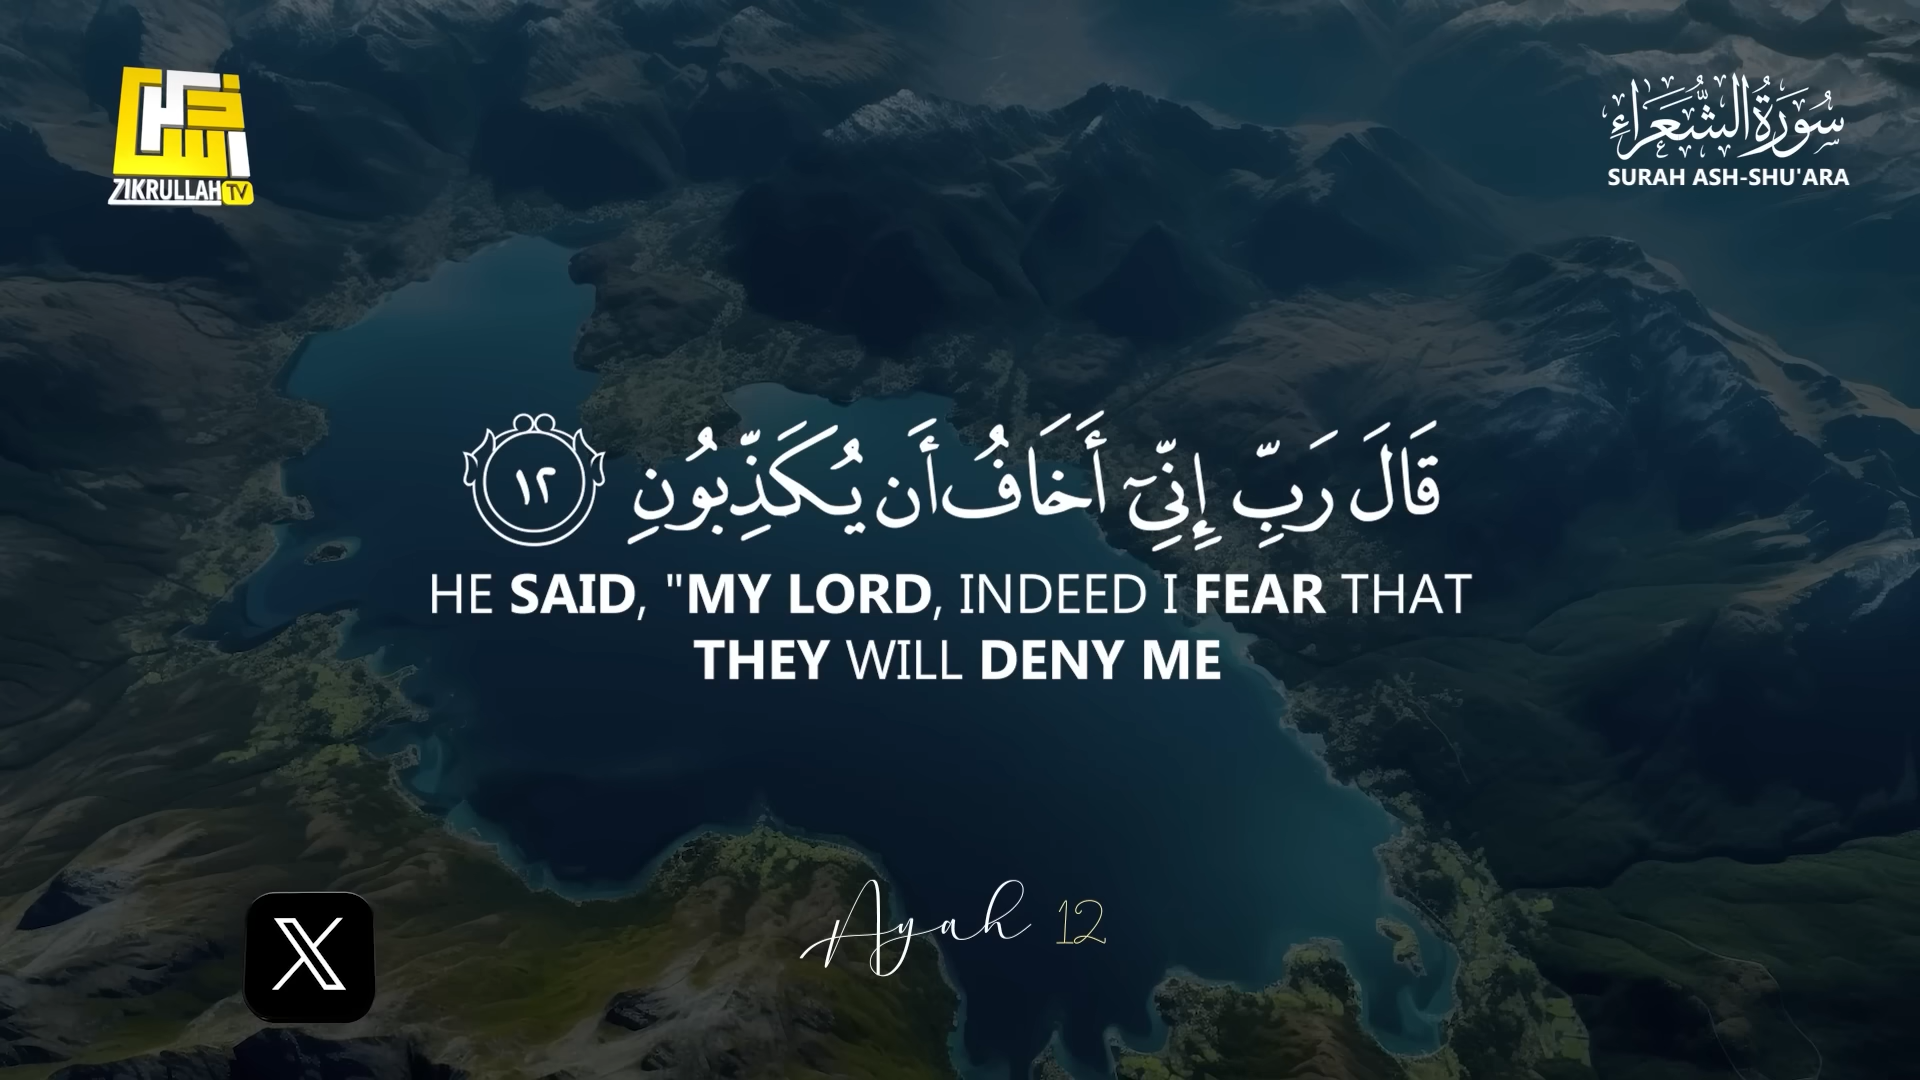 ZIKRULLAH TV
سُورَةُ الشُّعَرَاءِ
SURAH ASH-SHU'ARA
قَالَ رَبِّ إِنِّىٓ أَخَافُ أَن يُكَذِّبُونِ ١٢
HE SAID, "MY LORD, INDEED I FEAR THAT
THEY WILL DENY ME
Ayah 12
X